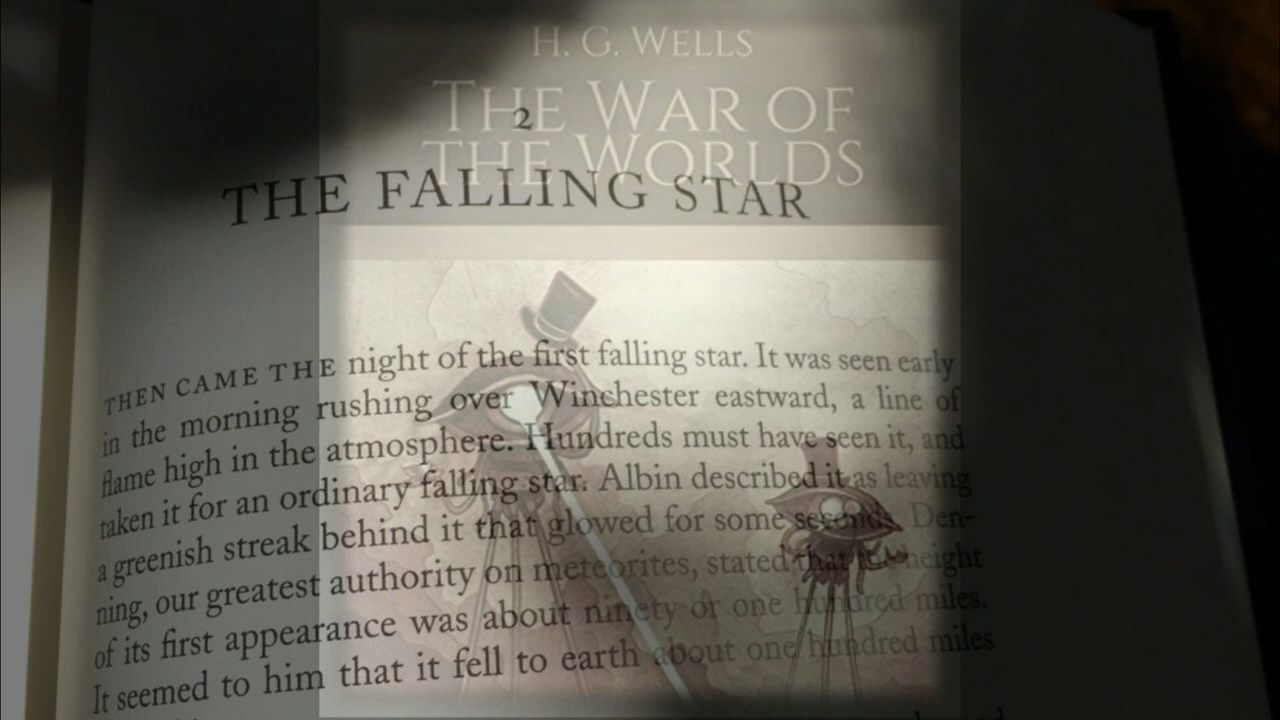 H. G. WELLS
THE WAR OF
THE WORLDS
2
THE FALLING STAR
THEN CAME THE night of the first falling star. It was seen early
in the morning rushing over Winchester eastward, a line of
flame high in the atmosphere. Hundreds must have seen it, and
taken it for an ordinary falling star. Albin described it as leaving
a greenish streak behind it that glowed for some seconds. Den-
ning, our greatest authority on meteorites, stated that the height
of its first appearance was about ninety or one hundred miles.
It seemed to him that it fell to earth about one hundred miles